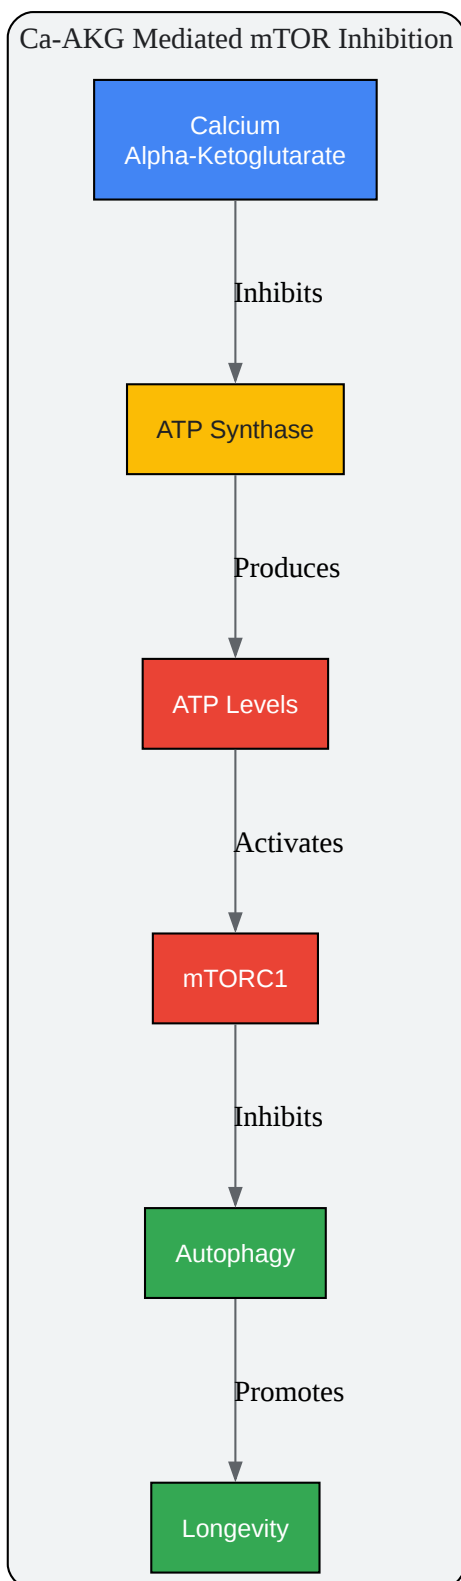 Ca-AKG Mediated mTOR Inhibition
Calcium
Alpha-Ketoglutarate
Inhibits
ATP Synthase
Produces
ATP Levels
Activates
mTORC1
Inhibits
Autophagy
Promotes
Longevity